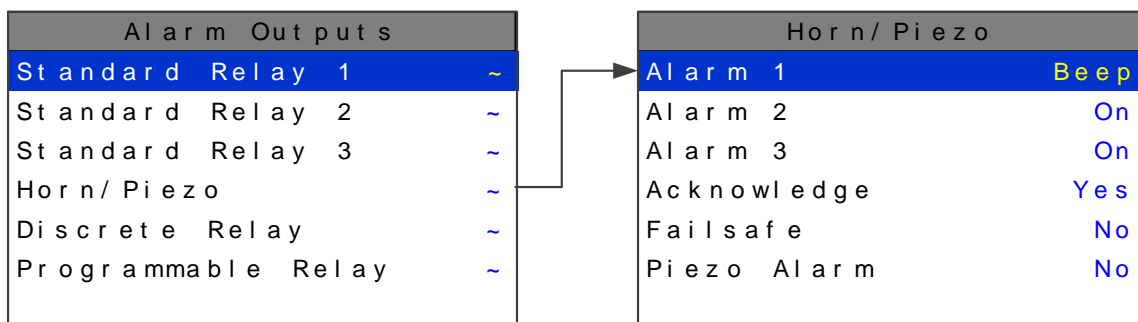 Alarm Outputs
Standard Relay 1 ~
Standard Relay 2 ~
Standard Relay 3 ~
Horn/Piezo ~
Discrete Relay ~
Programmable Relay ~
Horn/Piezo
Alarm 1 Beep
Alarm 2 On
Alarm 3 On
Acknowledge Yes
Failsafe No
Piezo Alarm No